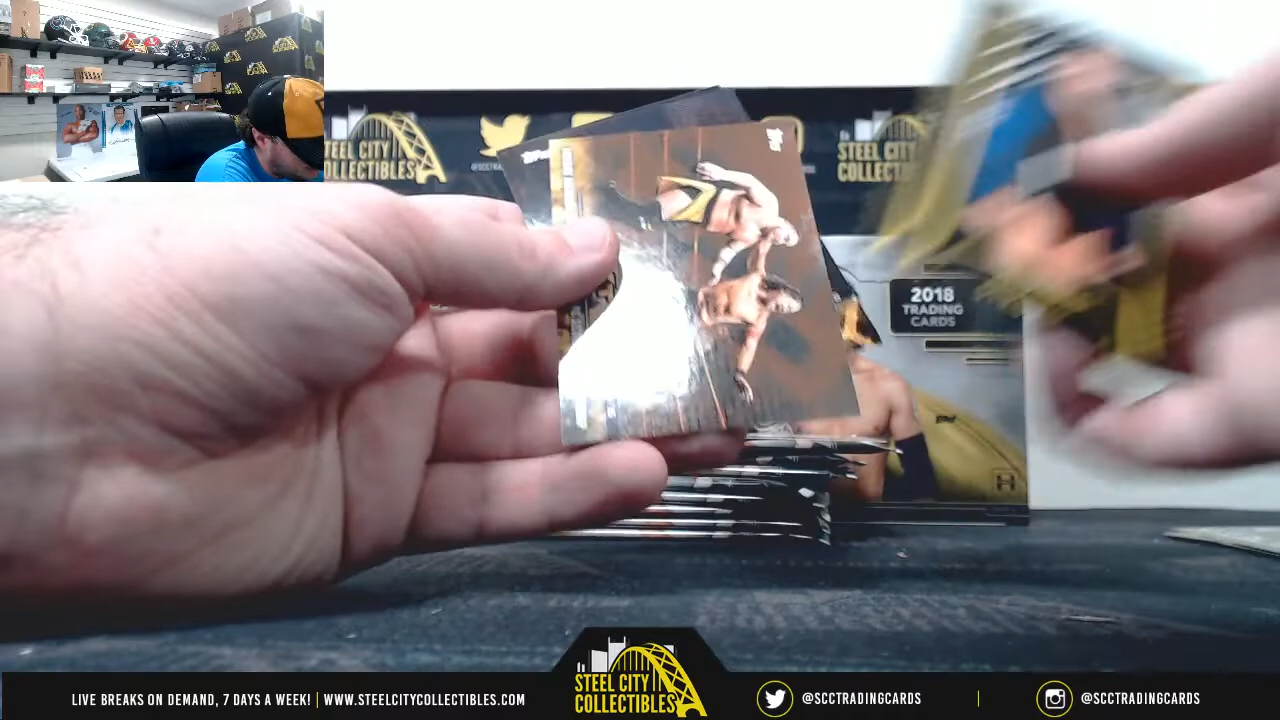 STEEL CITY
COLLECTIBLES
@SCCTRA
STEEL CITY
COLLECTIBLES
2018
TRADING
CARDS
STEEL CITY
COLLECTIBLES
LIVE BREAKS ON DEMAND, 7 DAYS A WEEK! | WWW.STEELCITYCOLLECTIBLES.COM
@SCCTRADINGCARDS
@SCCTRADINGCARDS